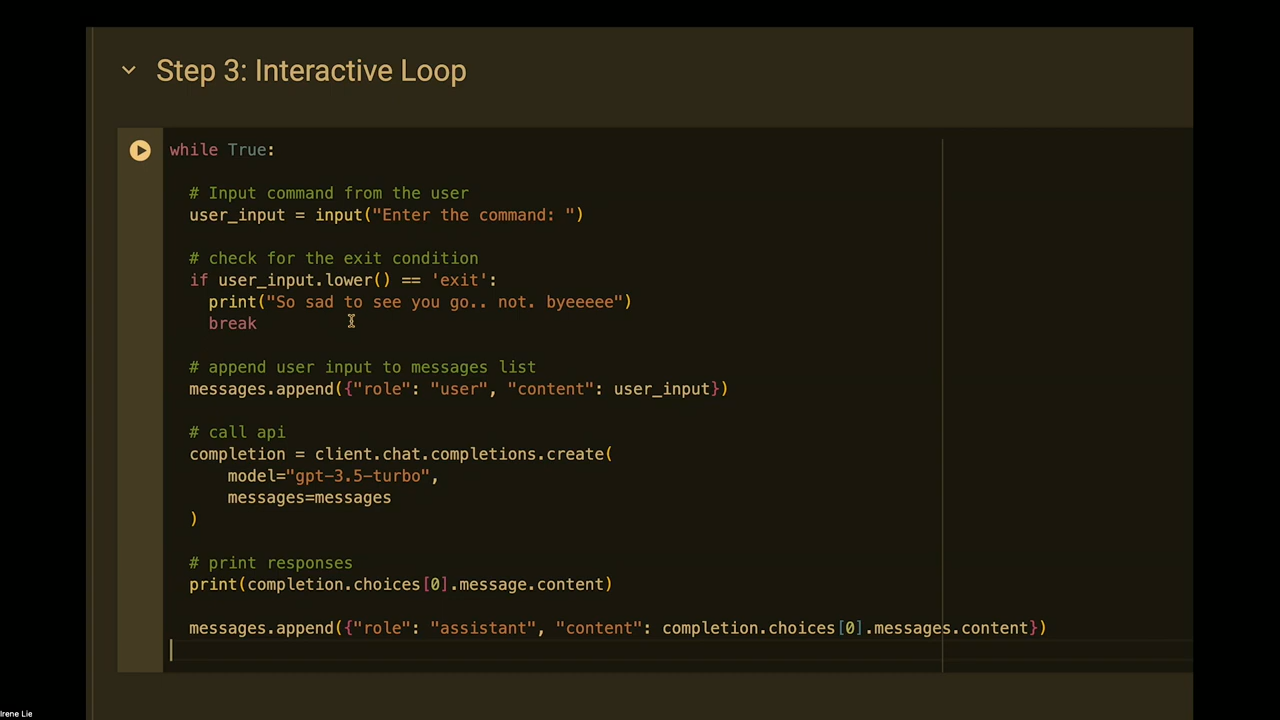 Step 3: Interactive Loop
while True:
# Input command from the user
user_input = input("Enter the command: ")
# check for the exit condition
if user_input.lower() == 'exit':
print("So sad to see you go.. not. byeeeee")
break
# append user input to messages list
messages.append({"role": "user", "content": user_input})
# call api
completion = client.chat.completions.create(
model="gpt-3.5-turbo",
messages=messages
)
# print responses
print(completion.choices[0].message.content)
messages.append({"role": "assistant", "content": completion.choices[0].messages.content})
Irene Lie